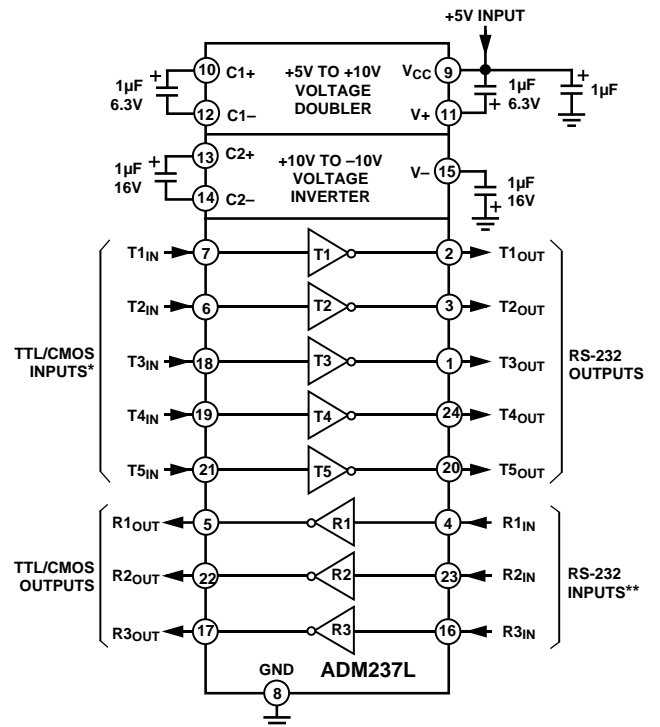 +5V INPUT
1µF
6.3V
+
10
C1+
12
C1–
+5V TO +10V
VOLTAGE
DOUBLER
VCC
9
V+
11
+
1µF
6.3V
+
1µF
1µF
16V
+
13
C2+
14
C2–
+10V TO –10V
VOLTAGE
INVERTER
V–
15
+
1µF
16V
TTL/CMOS
INPUTS*
T1IN
7
T1
2
T1OUT
T2IN
6
T2
3
T2OUT
T3IN
18
T3
1
T3OUT
T4IN
19
T4
24
T4OUT
T5IN
21
T5
20
T5OUT
RS-232
OUTPUTS
TTL/CMOS
OUTPUTS
R1OUT
5
R1
4
R1IN
R2OUT
22
R2
23
R2IN
R3OUT
17
R3
16
R3IN
RS-232
INPUTS**
GND
8
ADM237L